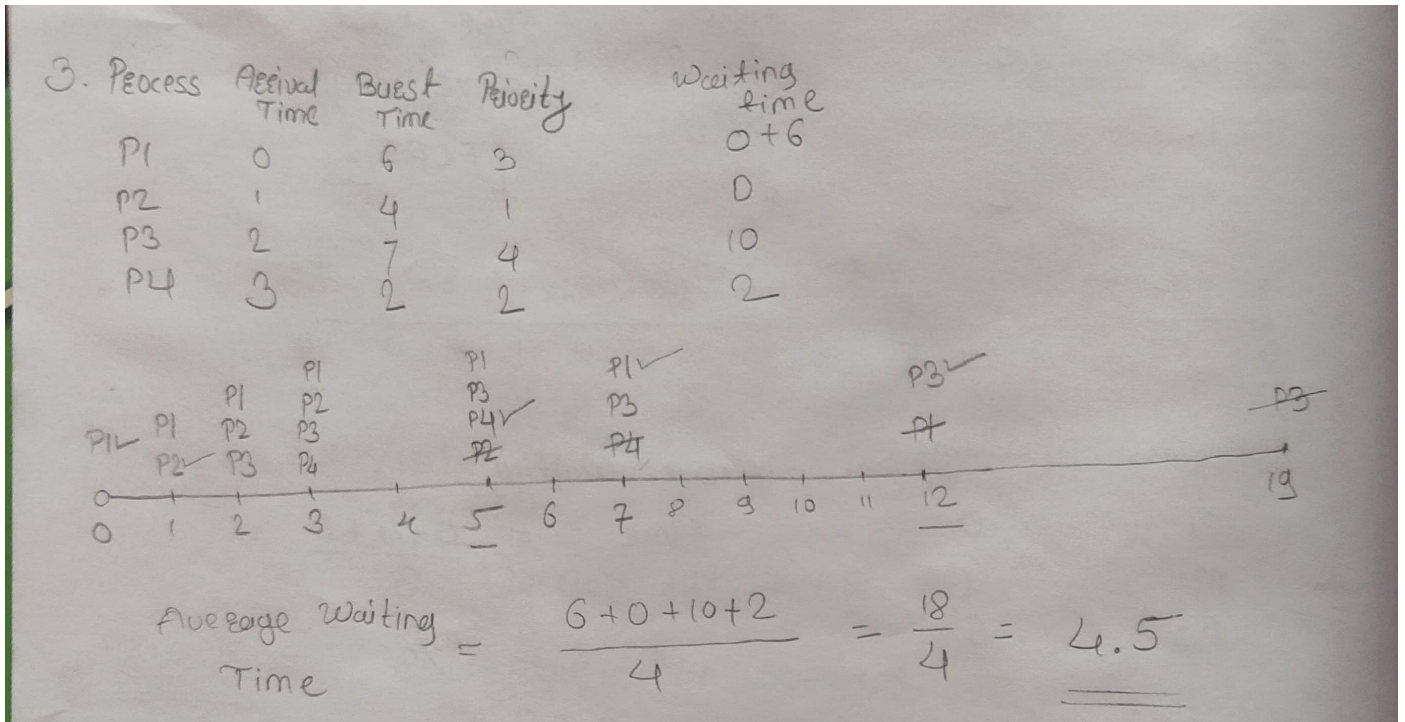 3. Process Arrival Time Burst Time Priority Waiting time
P1 0 6 3 0+6
P2 1 4 1 0
P3 2 7 4 10
P4 3 2 2 2
P1 P1 P1✓ P3✓
P1 P2 P3 P3 P3
P1✓ P1 P2 P3 P4✓ P4 P1
P2✓ P3 P4 P2
0 1 2 3 4 5 6 7 8 9 10 11 12 19
Average Waiting Time = 6+0+10+2 / 4 = 18 / 4 = 4.5